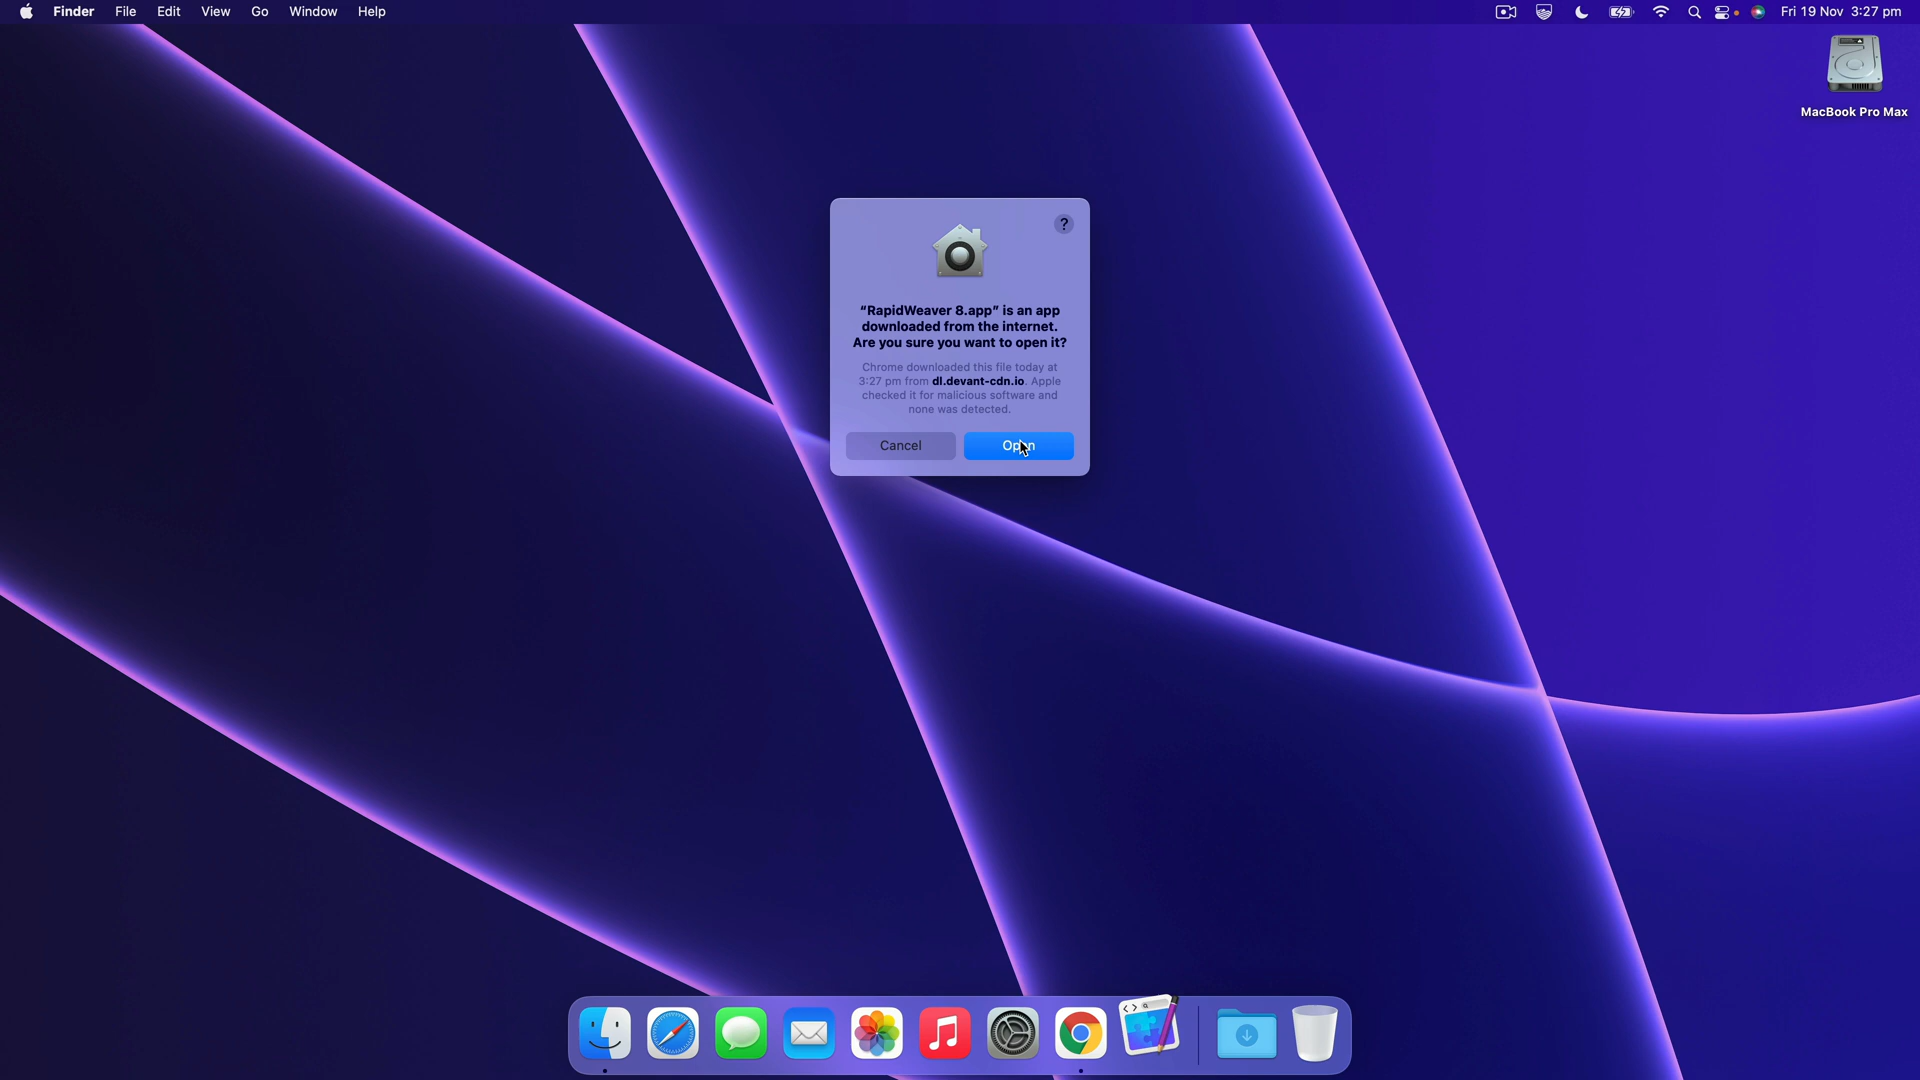 Finder File Edit View Go Window Help Fri 19 Nov 3:27 pm
MacBook Pro Max
?
“RapidWeaver 8.app” is an app
downloaded from the internet.
Are you sure you want to open it?
Chrome downloaded this file today at
3:27 pm from dl.devant-cdn.io. Apple
checked it for malicious software and
none was detected.
Cancel Open